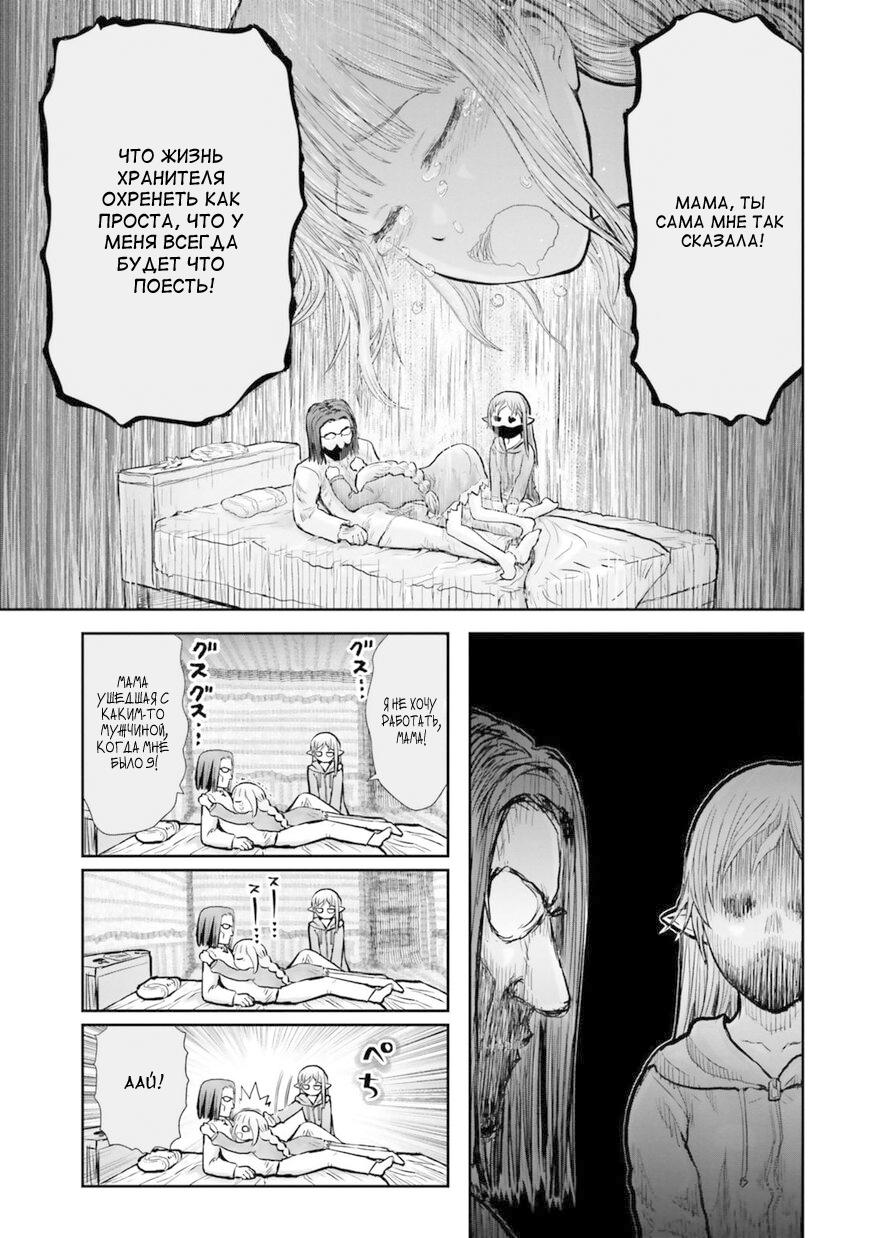 МАМА, ТЫ
САМА МНЕ ТАК
СКАЗАЛА!
ЧТО ЖИЗНЬ
ХРАНИТЕЛЯ
ОХРЕНЕТЬ КАК
ПРОСТА, ЧТО У
МЕНЯ ВСЕГДА
БУДЕТ ЧТО
ПОЕСТЬ!
グス…
Я НЕ ХОЧУ
РАБОТАТЬ,
МАМА!
グスグス…
МАМА
УШЕДШАЯ С
КАКИМ-ТО
МУЖЧИНОЙ,
КОГДА МНЕ
БЫЛО 9!
スー…
スー…
ぺち
ААЙ!